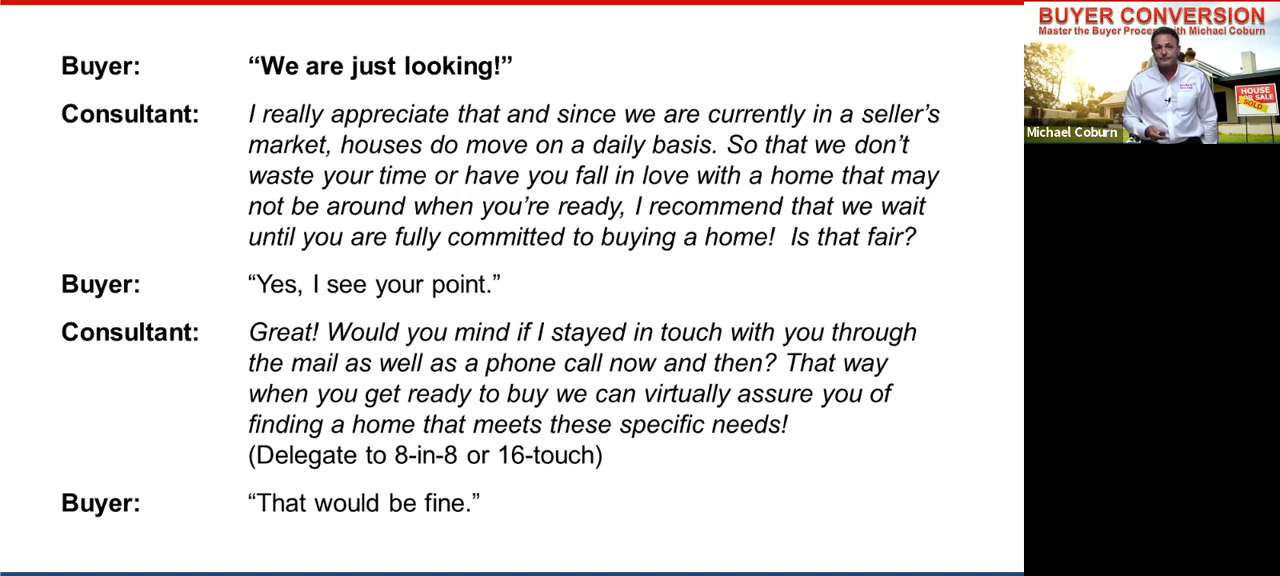 Buyer: “We are just looking!”
Consultant: I really appreciate that and since we are currently in a seller’s
market, houses do move on a daily basis. So that we don’t
waste your time or have you fall in love with a home that may
not be around when you’re ready, I recommend that we wait
until you are fully committed to buying a home!  Is that fair?
Buyer: “Yes, I see your point.”
Consultant: Great! Would you mind if I stayed in touch with you through
the mail as well as a phone call now and then? That way
when you get ready to buy we can virtually assure you of
finding a home that meets these specific needs!
(Delegate to 8-in-8 or 16-touch)
Buyer: “That would be fine.”
BUYER CONVERSION
Master the Buyer Process with Michael Coburn
HOUSE
FOR SALE
SOLD
Michael Coburn